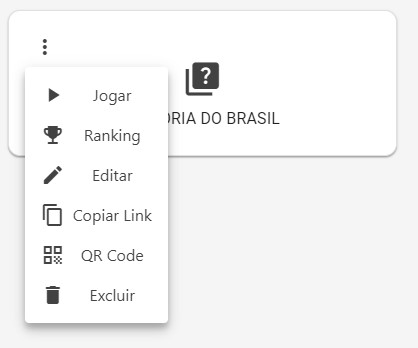 Jogar
ORIA DO BRASIL
Ranking
Editar
Copiar Link
QR Code
Excluir